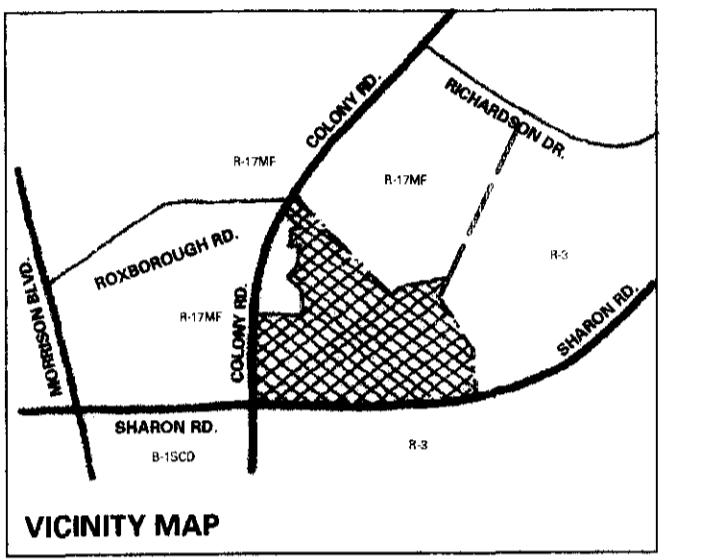 COLONY RD.
RICHARDSON DR.
R-17MF
R-17MF
ROXBOROUGH RD.
R-3
MORRISON BLVD.
R-17MF
COLONY RD.
SHARON RD.
SHARON RD.
R-3
B-1SCD
VICINITY MAP